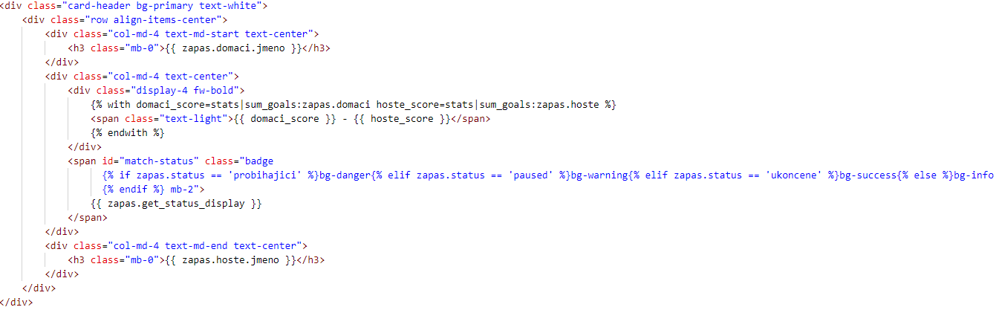 <div class="card-header bg-primary text-white">
<div class="row align-items-center">
<div class="col-md-4 text-md-start text-center">
<h3 class="mb-0">{{ zapas.domaci.jmeno }}</h3>
</div>
<div class="col-md-4 text-center">
<div class="display-4 fw-bold">
{% with domaci_score=stats|sum_goals:zapas.domaci hoste_score=stats|sum_goals:zapas.hoste %}
<span class="text-light">{{ domaci_score }} - {{ hoste_score }}</span>
{% endwith %}
</div>
<span id="match-status" class="badge
{% if zapas.status == 'probihajici' %}bg-danger{% elif zapas.status == 'paused' %}bg-warning{% elif zapas.status == 'ukoncene' %}bg-success{% else %}bg-info
{% endif %} mb-2">
{{ zapas.get_status_display }}
</span>
</div>
<div class="col-md-4 text-md-end text-center">
<h3 class="mb-0">{{ zapas.hoste.jmeno }}</h3>
</div>
</div>
</div>